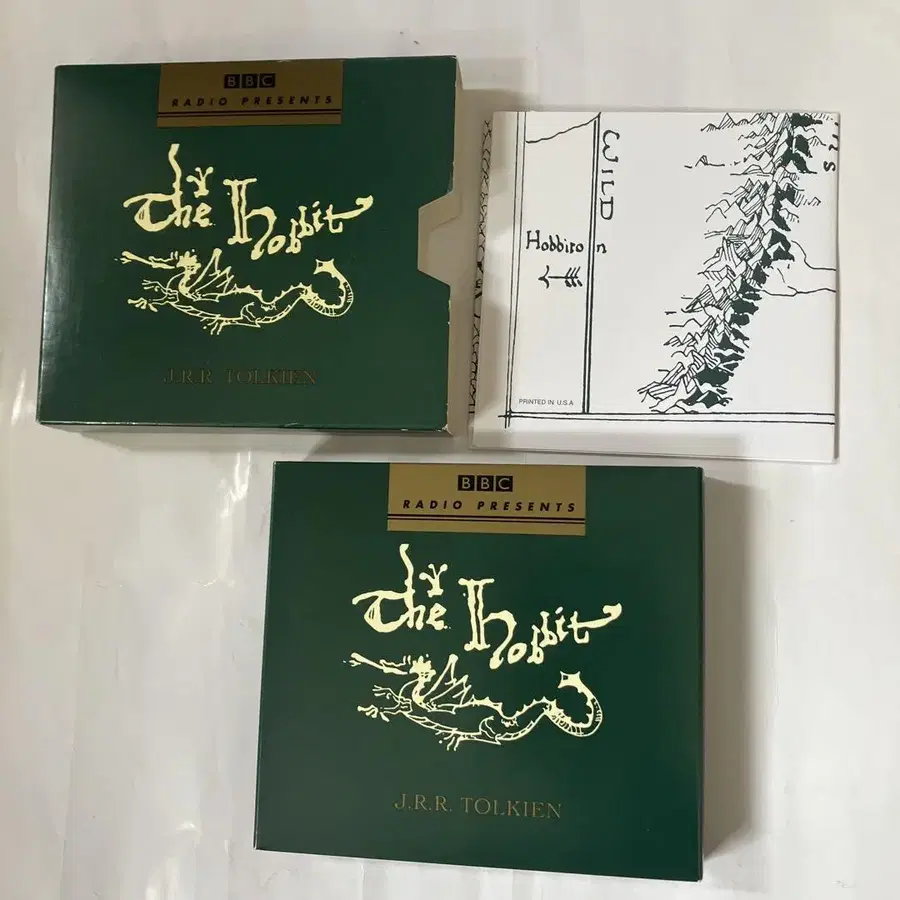 BBC
RADIO PRESENTS
The Hobbit
J.R.R. TOLKIEN
WILD
Hobbiton
PRINTED IN U.S.A
BBC
RADIO PRESENTS
The Hobbit
J.R.R. TOLKIEN